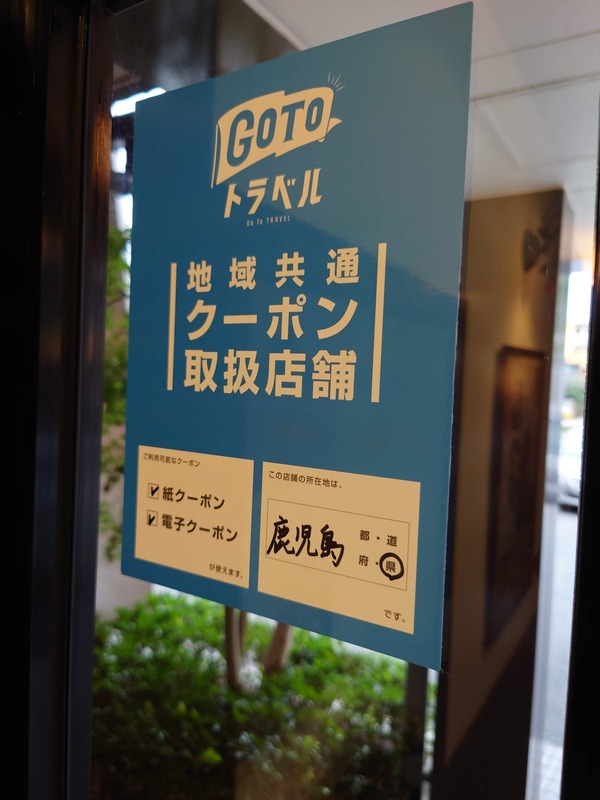 GOTO
トラベル
Go To TRAVEL
地域共通
クーポン
取扱店舗
ご利用可能なクーポン
紙クーポン
電子クーポン
が使えます。
この店舗の所在地は、
鹿児島
都・道
府・県
です。